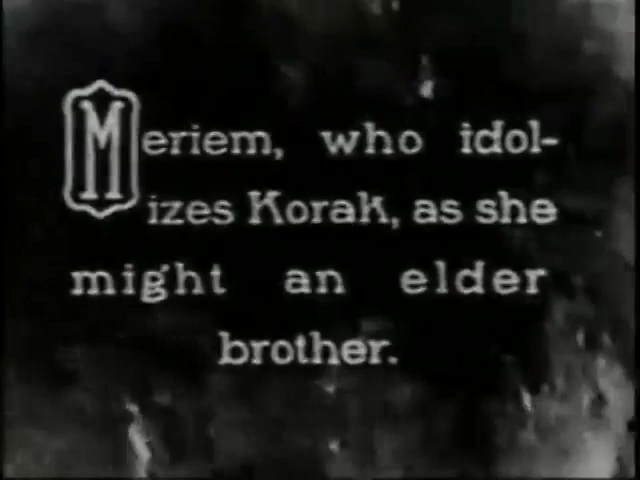 Meriem, who idol-
izes Korak, as she
might an elder
brother.